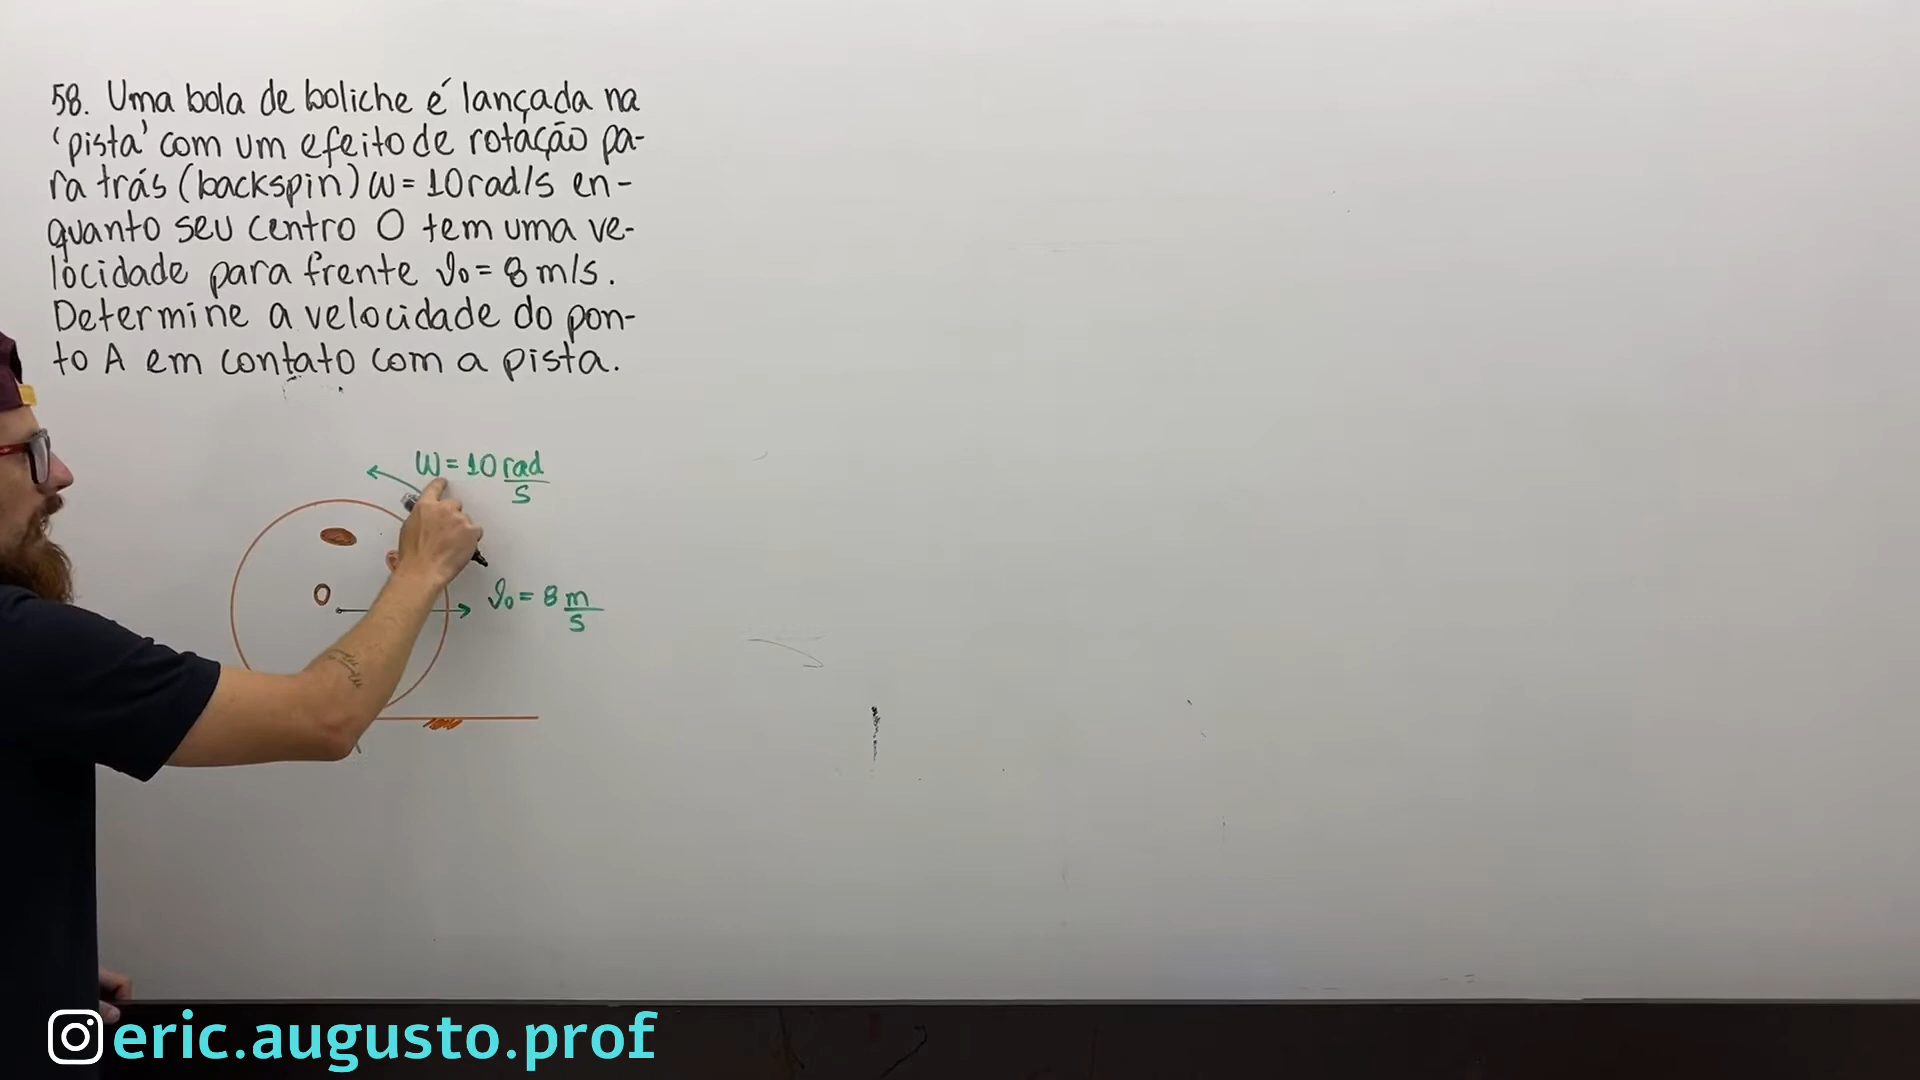 58. Uma bola de boliche é lançada na
'pista' com um efeito de rotação pa-
ra trás (backspin) ω = 10 rad/s en-
quanto seu centro O tem uma ve-
locidade para frente v₀ = 8 m/s.
Determine a velocidade do pon-
to A em contato com a pista.
ω = 10 rad/s
O
v₀ = 8 m/s
eric.augusto.prof